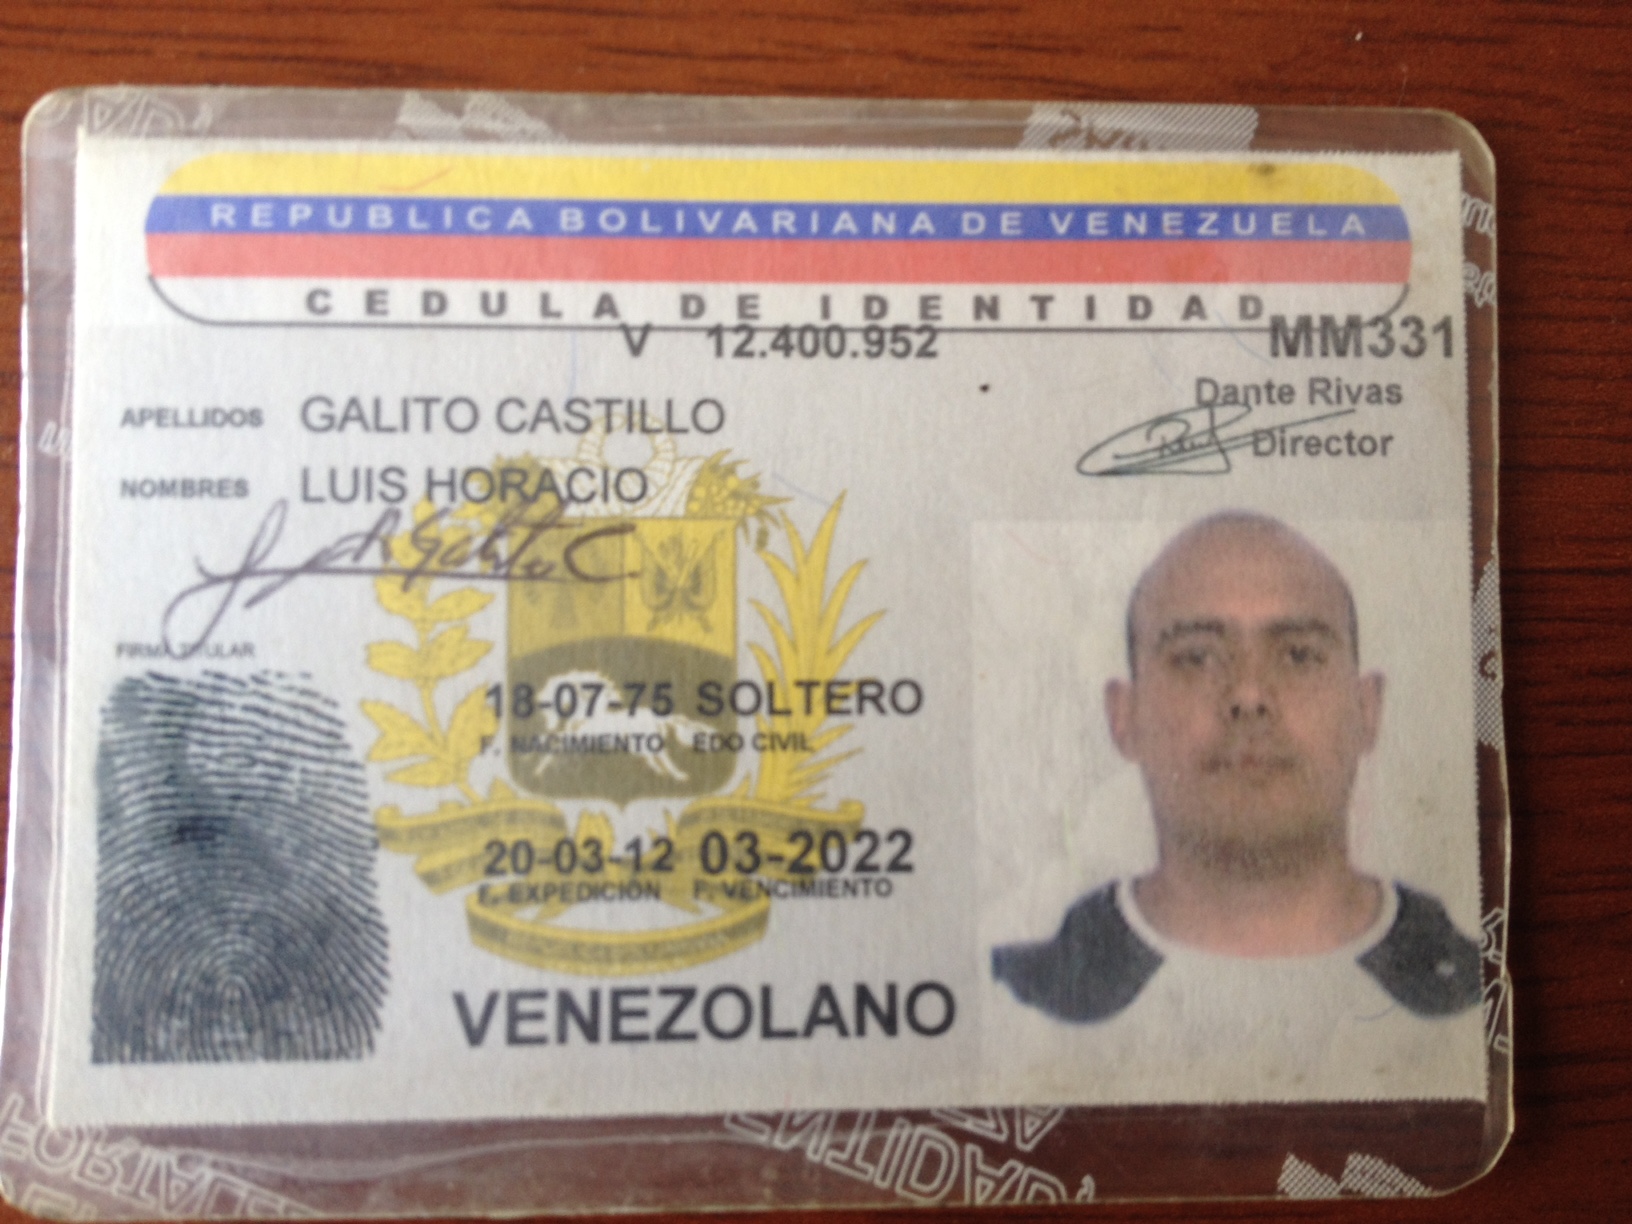 REPUBLICA BOLIVARIANA DE VENEZUELA
CEDULA DE IDENTIDAD
V 12.400.952 MM331
APELLIDOS GALITO CASTILLO
NOMBRES LUIS HORACIO
Dante Rivas
Director
FIRMA TITULAR
18-07-75 SOLTERO
F. NACIMIENTO EDO CIVIL
20-03-12 03-2022
F. EXPEDICIÓN F. VENCIMIENTO
VENEZOLANO